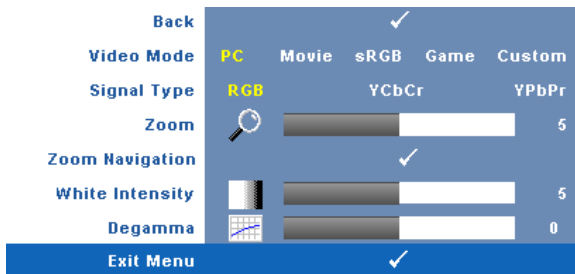 Back
Video Mode PC Movie sRGB Game Custom
Signal Type RGB YCbCr YPbPr
Zoom 5
Zoom Navigation
White Intensity 5
Degamma 0
Exit Menu